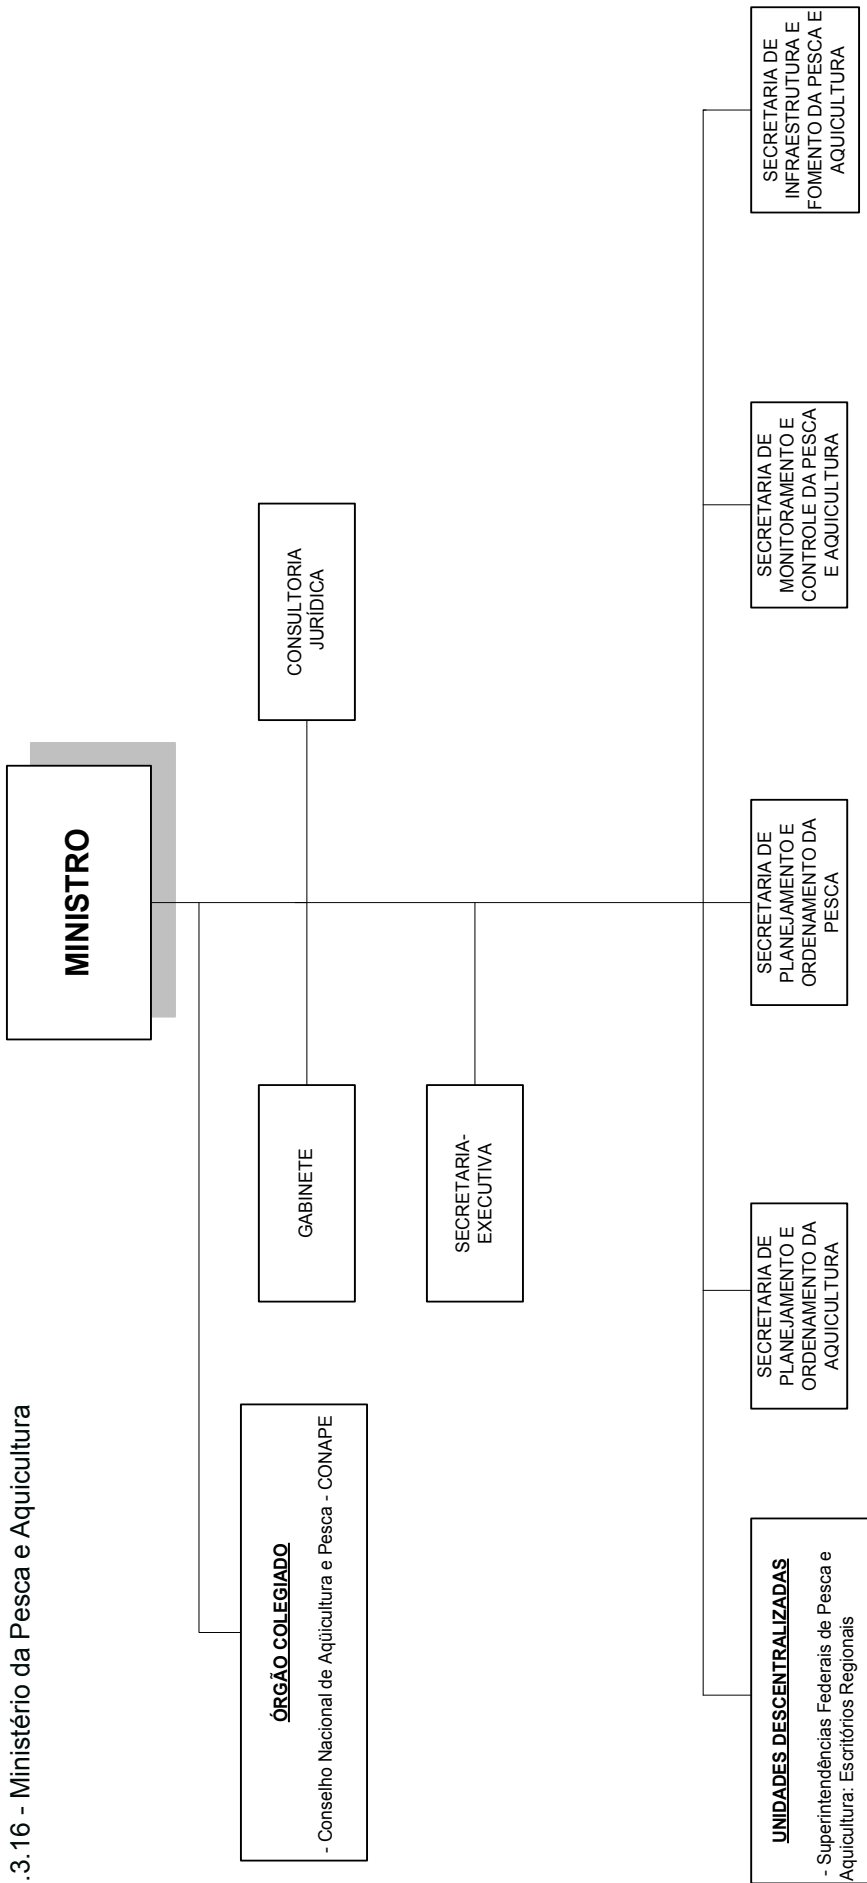 .3.16 - Ministério da Pesca e Aquicultura
MINISTRO
ÓRGÃO COLEGIADO
- Conselho Nacional de Aqüicultura e Pesca - CONAPE
GABINETE
CONSULTORIA
JURÍDICA
SECRETARIA-
EXECUTIVA
UNIDADES DESCENTRALIZADAS
- Superintendências Federais de Pesca e
Aquicultura: Escritórios Regionais
SECRETARIA DE
PLANEJAMENTO E
ORDENAMENTO DA
AQUICULTURA
SECRETARIA DE
PLANEJAMENTO E
ORDENAMENTO DA
PESCA
SECRETARIA DE
MONITORAMENTO E
CONTROLE DA PESCA
E AQUICULTURA
SECRETARIA DE
INFRAESTRUTURA E
FOMENTO DA PESCA E
AQUICULTURA